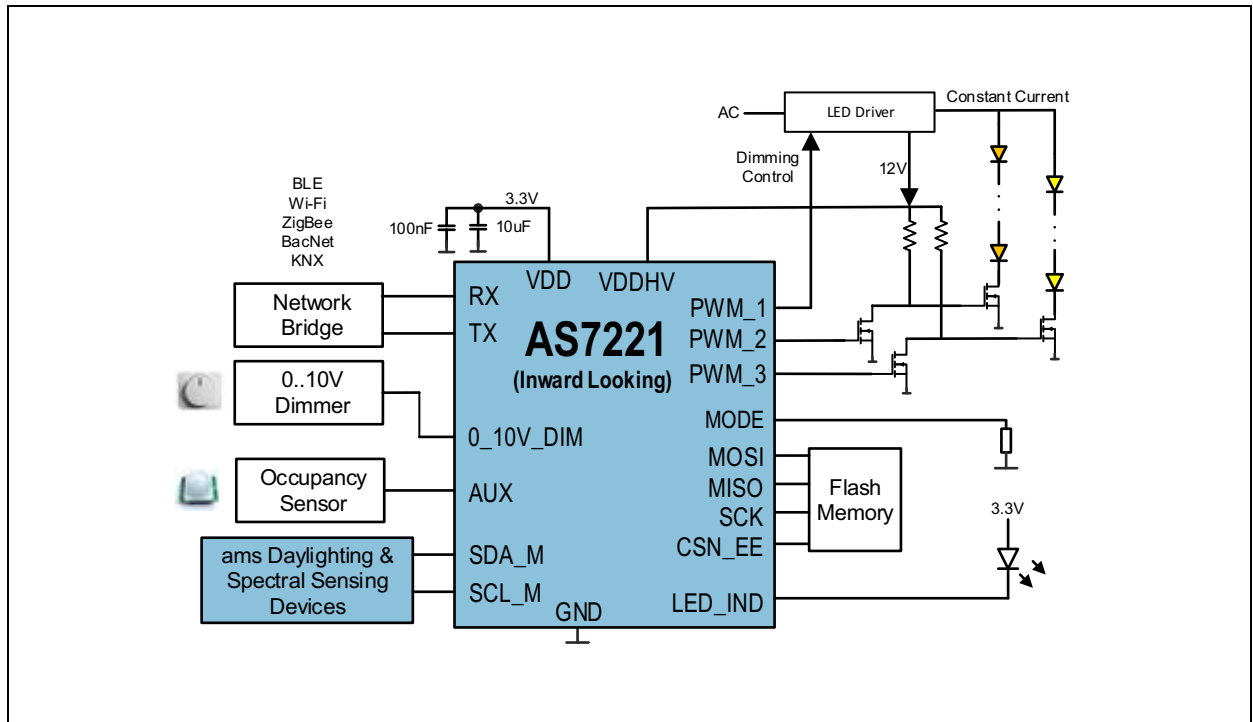 Constant Current
AC
LED Driver
Dimming
Control
12V
BLE
Wi-Fi
ZigBee
BacNet
KNX
3.3V
100nF
10uF
VDD
VDDHV
Network
Bridge
RX
TX
AS7221
(Inward Looking)
PWM_1
PWM_2
PWM_3
0..10V
Dimmer
0_10V_DIM
MODE
MOSI
MISO
SCK
CSN_EE
Flash
Memory
Occupancy
Sensor
AUX
3.3V
ams Daylighting &
Spectral Sensing
Devices
SDA_M
SCL_M
GND
LED_IND